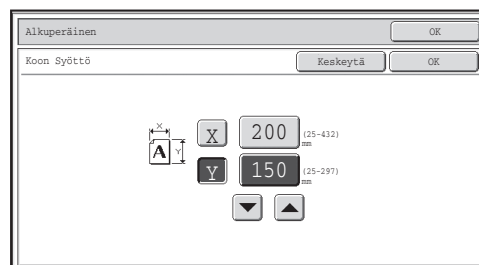 Alkuperäinen OK
Koon Syöttö Keskeytä OK
X
A Y
X 200 (25-432) mm
Y 150 (25-297) mm